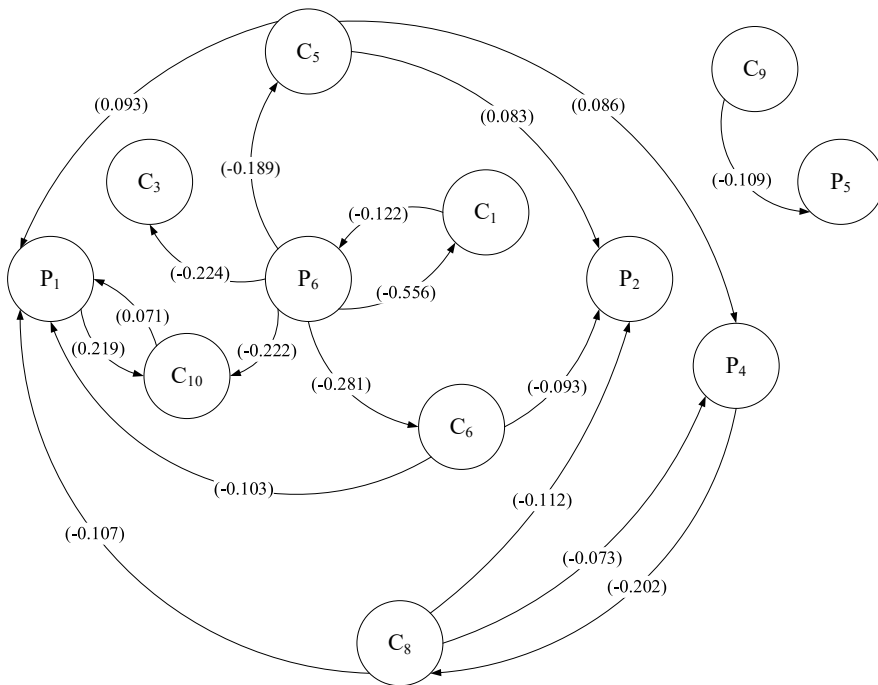 C5
C9
(0.093)
(0.086)
(0.083)
(-0.189)
C3
(-0.109)
P5
(-0.122)
C1
P1
(-0.224)
P6
(-0.556)
P2
(0.071)
(0.219)
(-0.222)
C10
(-0.281)
(-0.093)
P4
C6
(-0.103)
(-0.112)
(-0.107)
(-0.073)
(-0.202)
C8